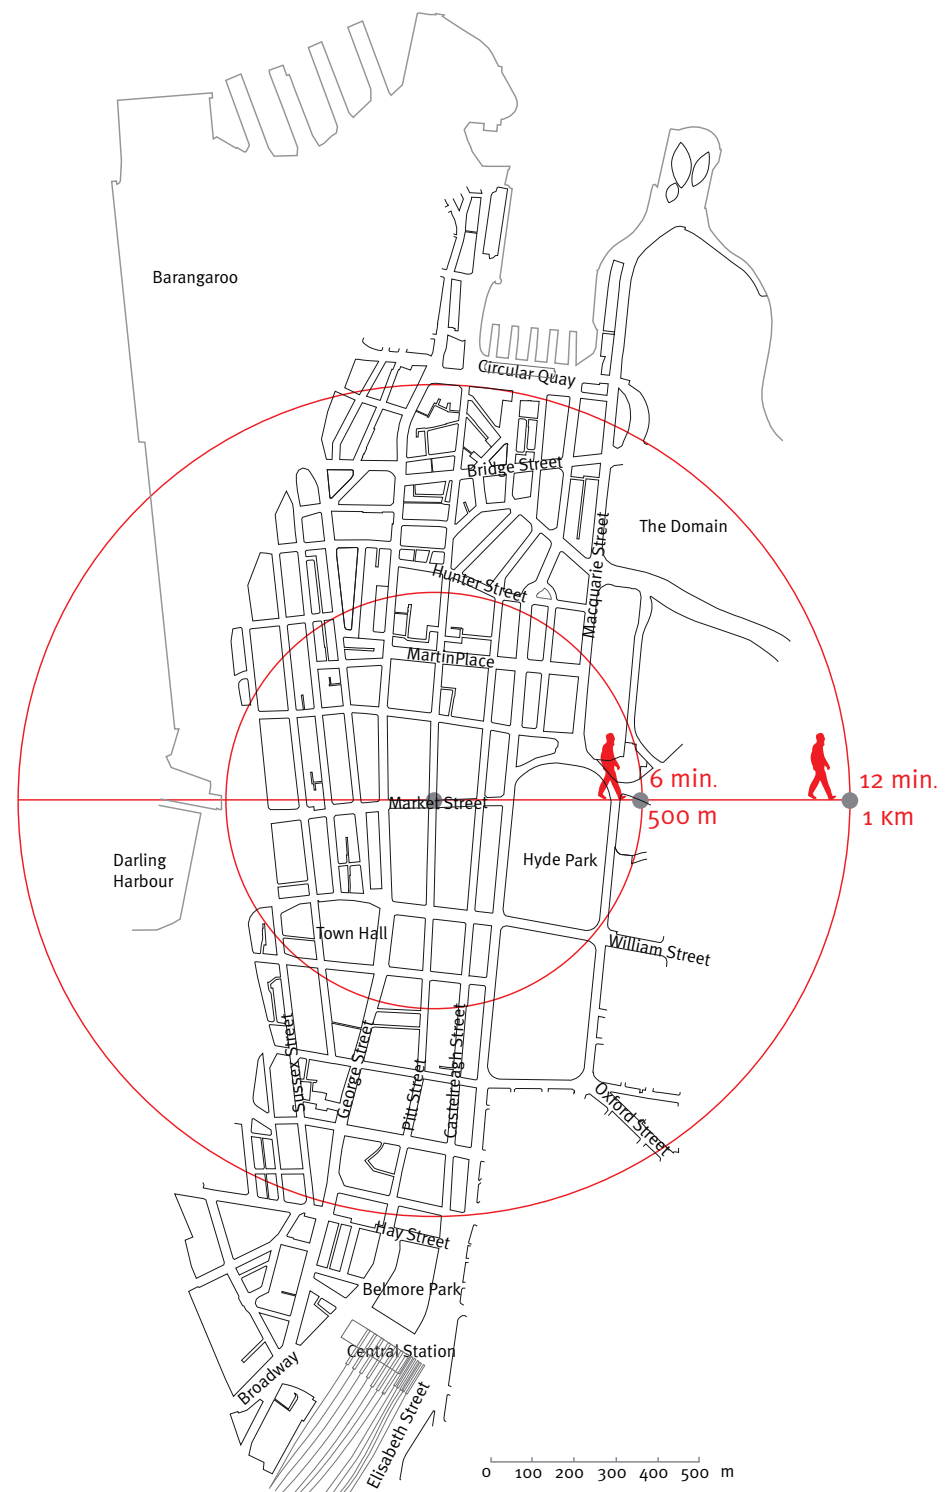 Barangaroo
Circular Quay
Bridge Street
The Domain
Macquarie Street
Hunter Street
MartinPlace
6 min.
12 min.
Market Street
500 m
1 Km
Darling
Harbour
Hyde Park
Town Hall
William Street
Sussex Street
George Street
Pitt Street
Castelreagh Street
Oxford Street
Hay Street
Belmore Park
Central Station
Broadway
Elisabeth Street
0 100 200 300 400 500 m